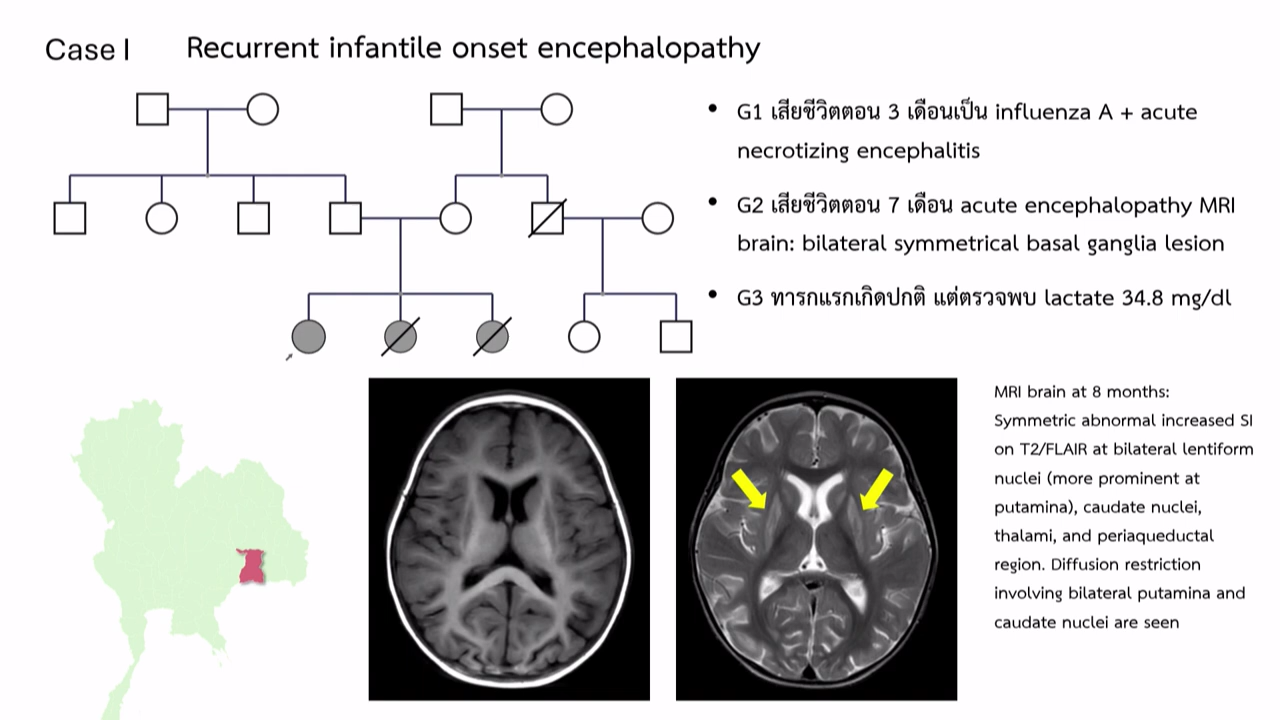 Case I
Recurrent infantile onset encephalopathy
• G1 เสียชีวิตตอน 3 เดือนเป็น influenza A + acute
necrotizing encephalitis
• G2 เสียชีวิตตอน 7 เดือน acute encephalopathy MRI
brain: bilateral symmetrical basal ganglia lesion
• G3 ทารกแรกเกิดปกติ แต่ตรวจพบ lactate 34.8 mg/dl
MRI brain at 8 months:
Symmetric abnormal increased SI
on T2/FLAIR at bilateral lentiform
nuclei (more prominent at
putamina), caudate nuclei,
thalami, and periaqueductal
region. Diffusion restriction
involving bilateral putamina and
caudate nuclei are seen